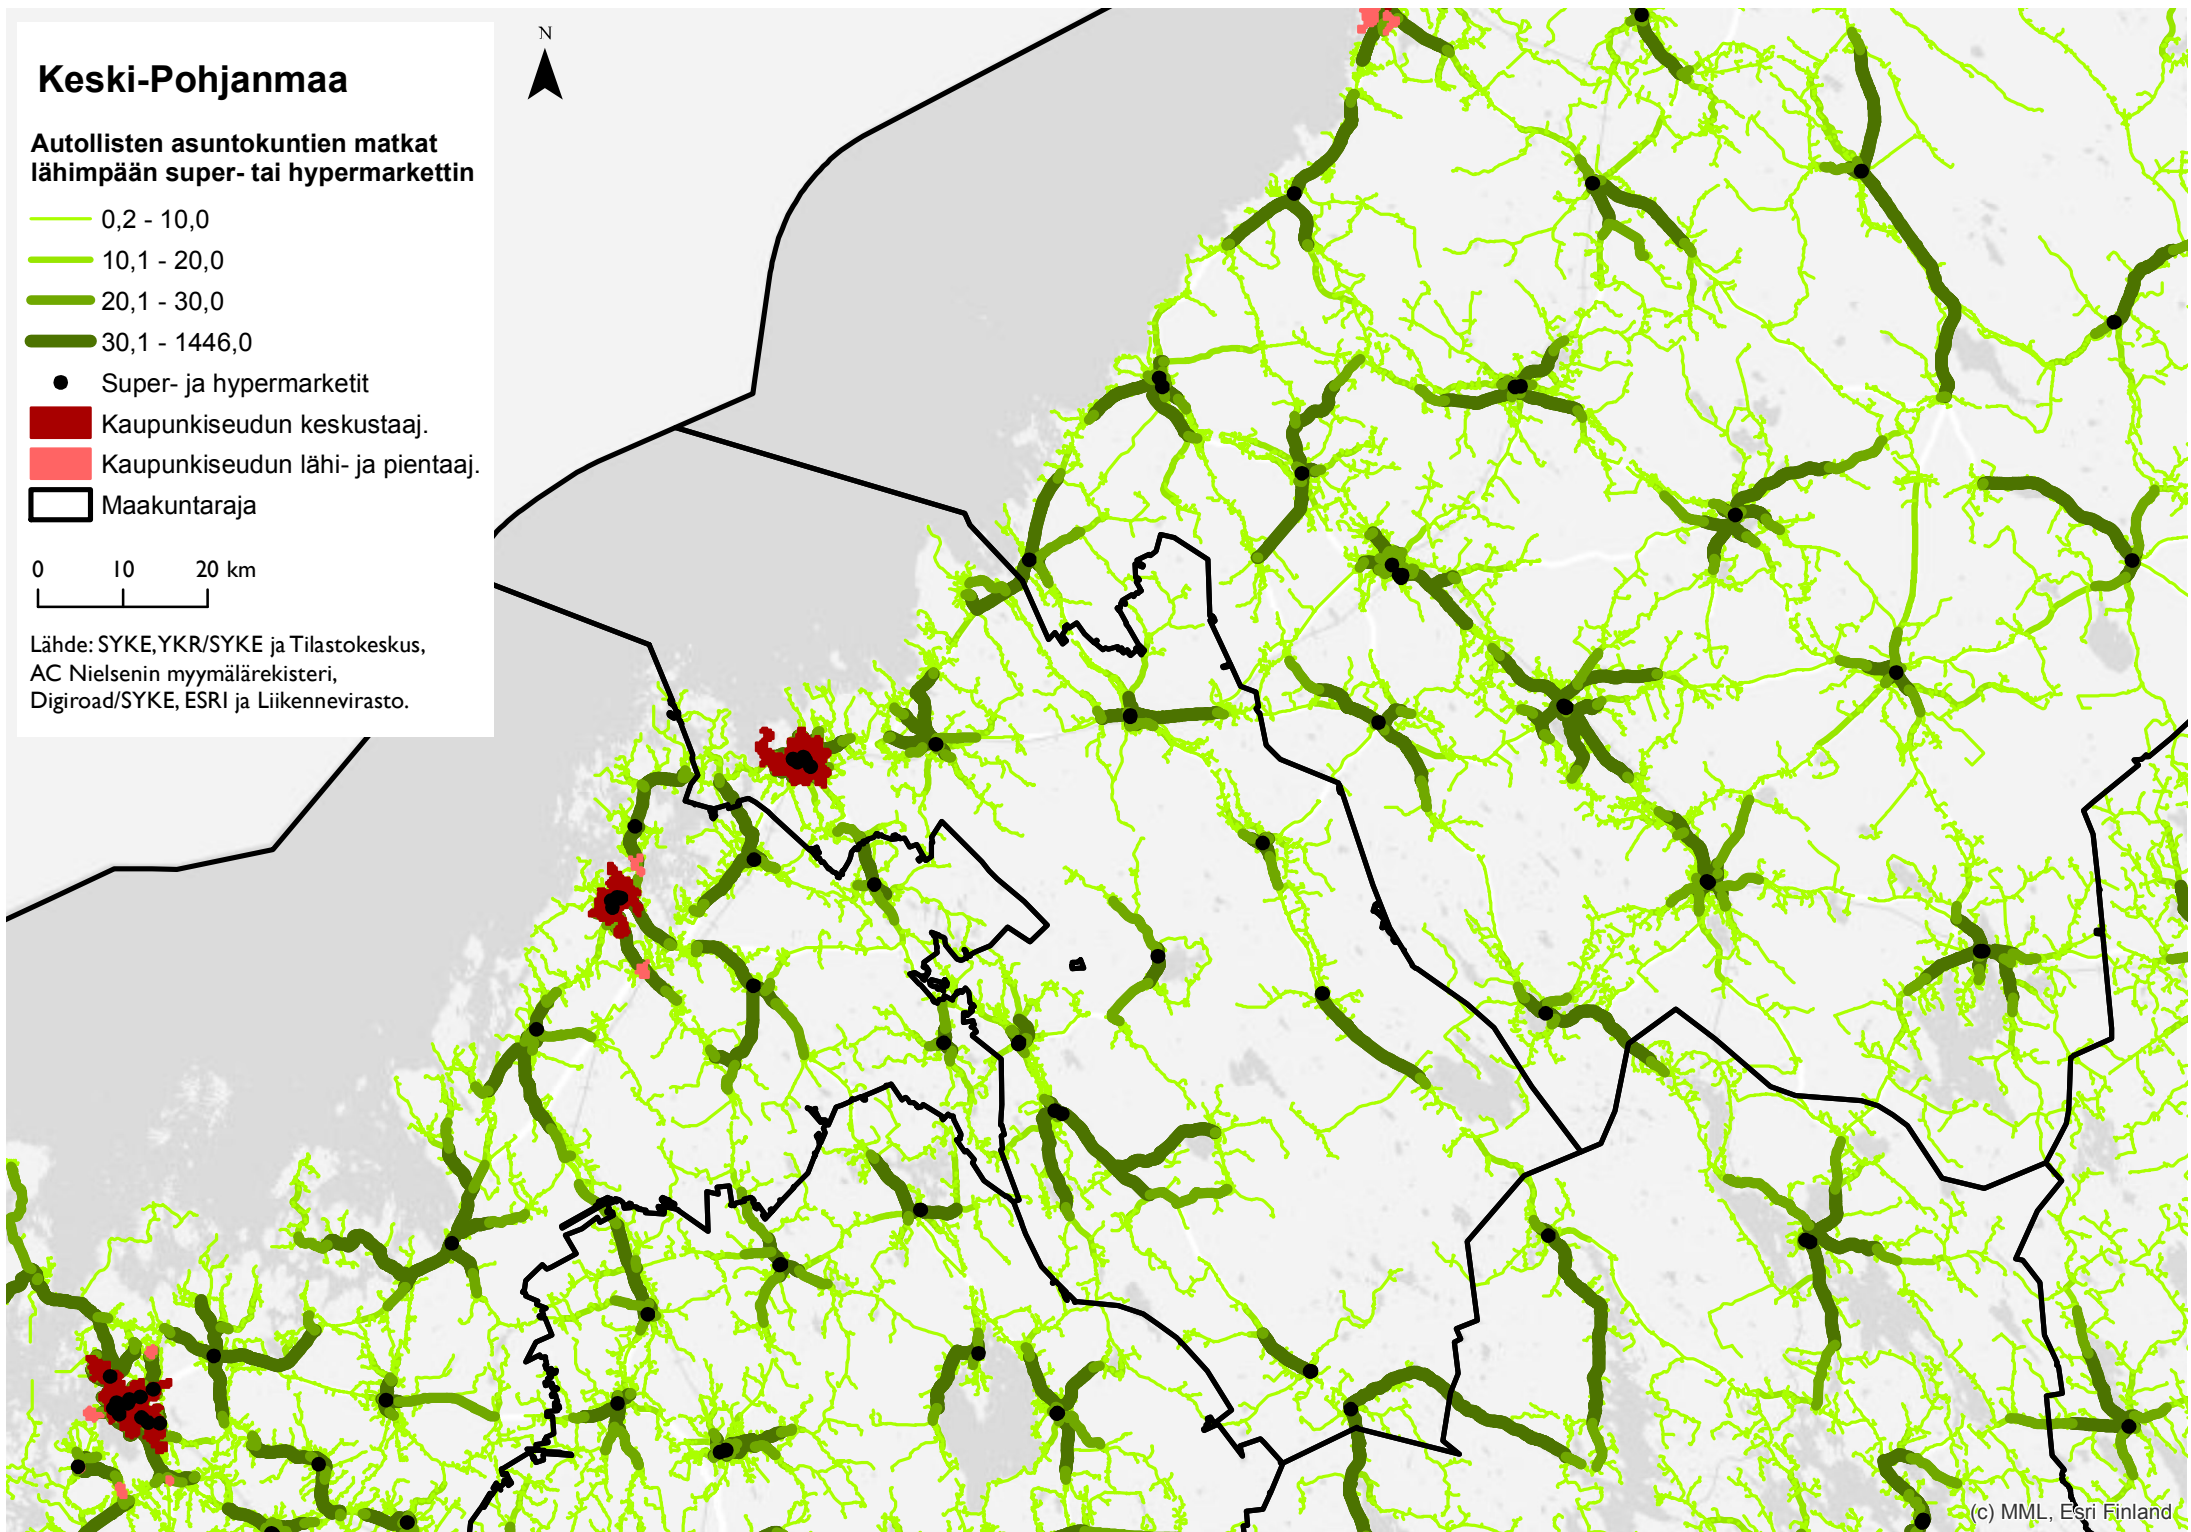 N
Keski-Pohjanmaa
Autollisten asuntokuntien matkat
lähimpään super- tai hypermarkettin
0,2 - 10,0
10,1 - 20,0
20,1 - 30,0
30,1 - 1446,0
Super- ja hypermarketit
Kaupunkiseudun keskustaaj.
Kaupunkiseudun lähi- ja pientaaj.
Maakuntaraja
0 10 20 km
Lähde: SYKE, YKR/SYKE ja Tilastokeskus,
AC Nielsenin myymälärekisteri,
Digiroad/SYKE, ESRI ja Liikennevirasto.
(c) MML, Esri Finland